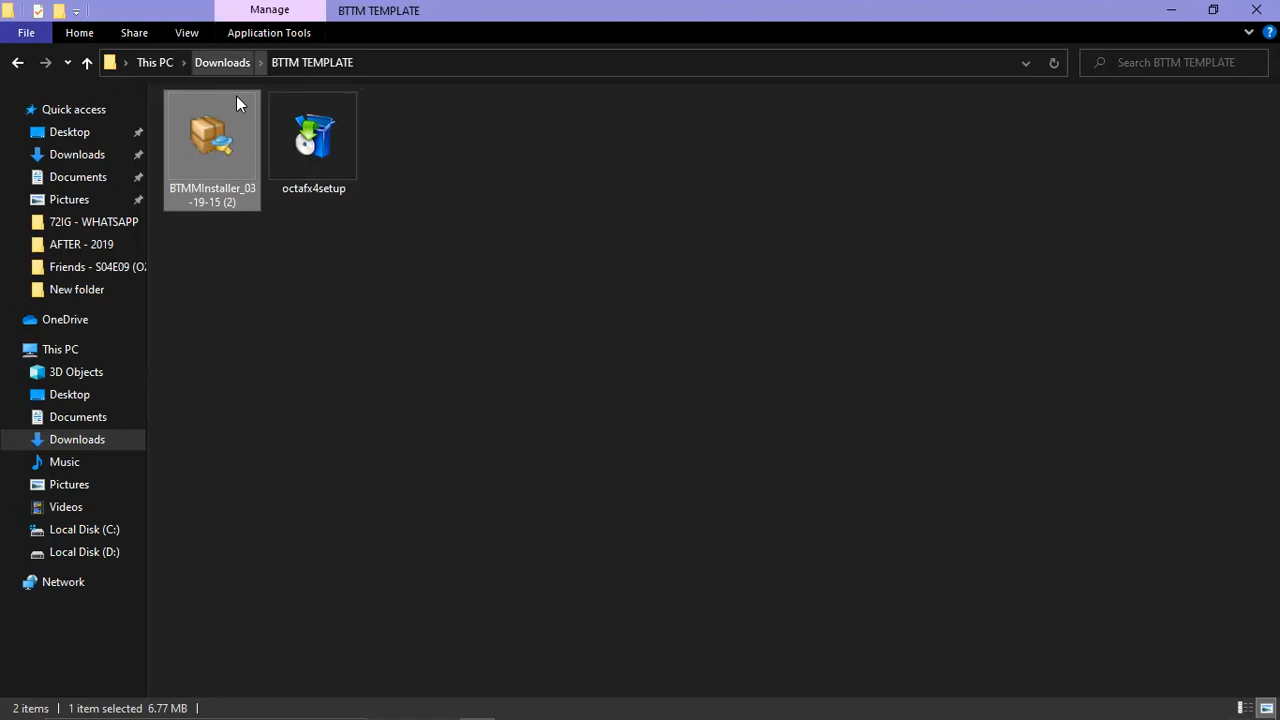 Manage
BTTM TEMPLATE
File
Home
Share
View
Application Tools
This PC
Downloads
BTTM TEMPLATE
Search BTTM TEMPLATE
Quick access
Desktop
Downloads
Documents
Pictures
72IG - WHATSAPP
AFTER - 2019
Friends - S04E09 (O2
New folder
OneDrive
This PC
3D Objects
Desktop
Documents
Downloads
Music
Pictures
Videos
Local Disk (C:)
Local Disk (D:)
Network
BTMMInstaller_03
-19-15 (2)
octafx4setup
2 items
1 item selected 6.77 MB